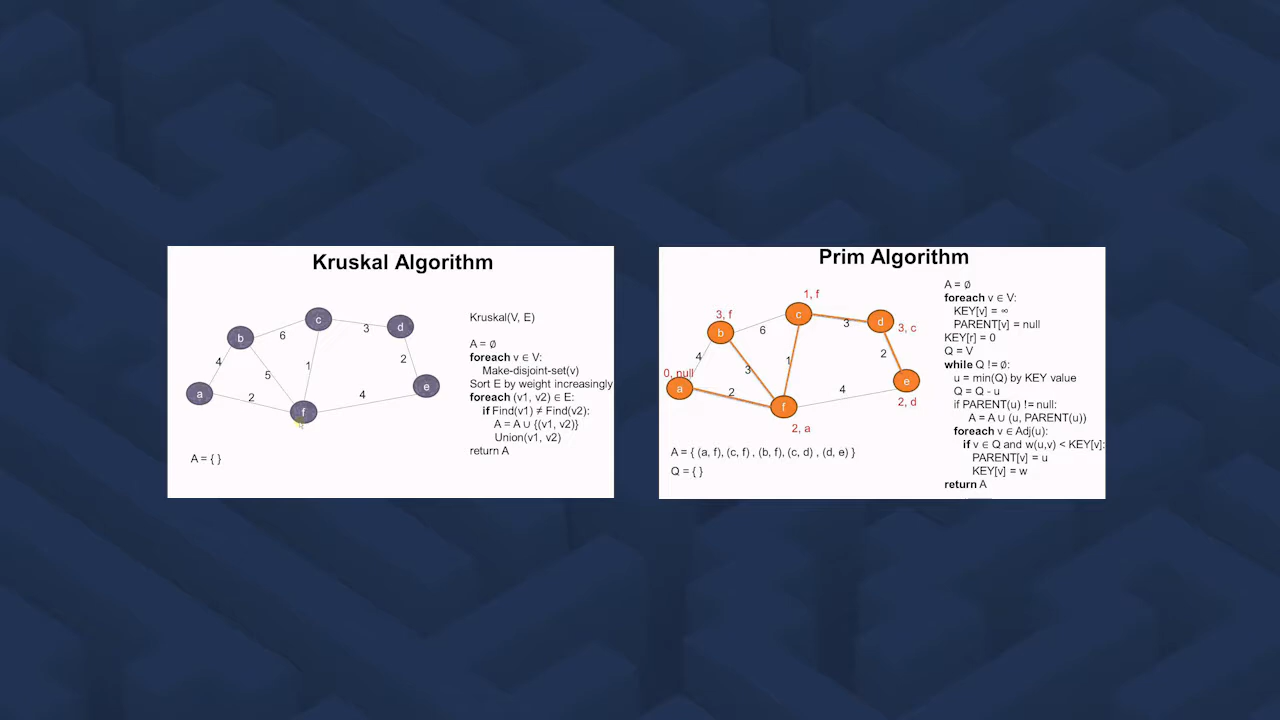 Kruskal Algorithm
c
b
6
3
d
4
5
1
2
a
2
4
e
f
A = { }
Kruskal(V, E)
A = ∅
foreach v ∈ V:
Make-disjoint-set(v)
Sort E by weight increasingly
foreach (v1, v2) ∈ E:
if Find(v1) ≠ Find(v2):
A = A ∪ {(v1, v2)}
Union(v1, v2)
return A
Prim Algorithm
1, f
3, f
c
b
6
3
d
3, c
4
3
1
2
0, null
a
2
4
e
f
2, d
2, a
A = { (a, f), (c, f) , (b, f), (c, d) , (d, e) }
Q = { }
A = ∅
foreach v ∈ V:
KEY[v] = ∞
PARENT[v] = null
KEY[r] = 0
Q = V
while Q != ∅:
u = min(Q) by KEY value
Q = Q - u
if PARENT(u) != null:
A = A ∪ (u, PARENT(u))
foreach v ∈ Adj(u):
if v ∈ Q and w(u,v) < KEY[v]:
PARENT[v] = u
KEY[v] = w
return A